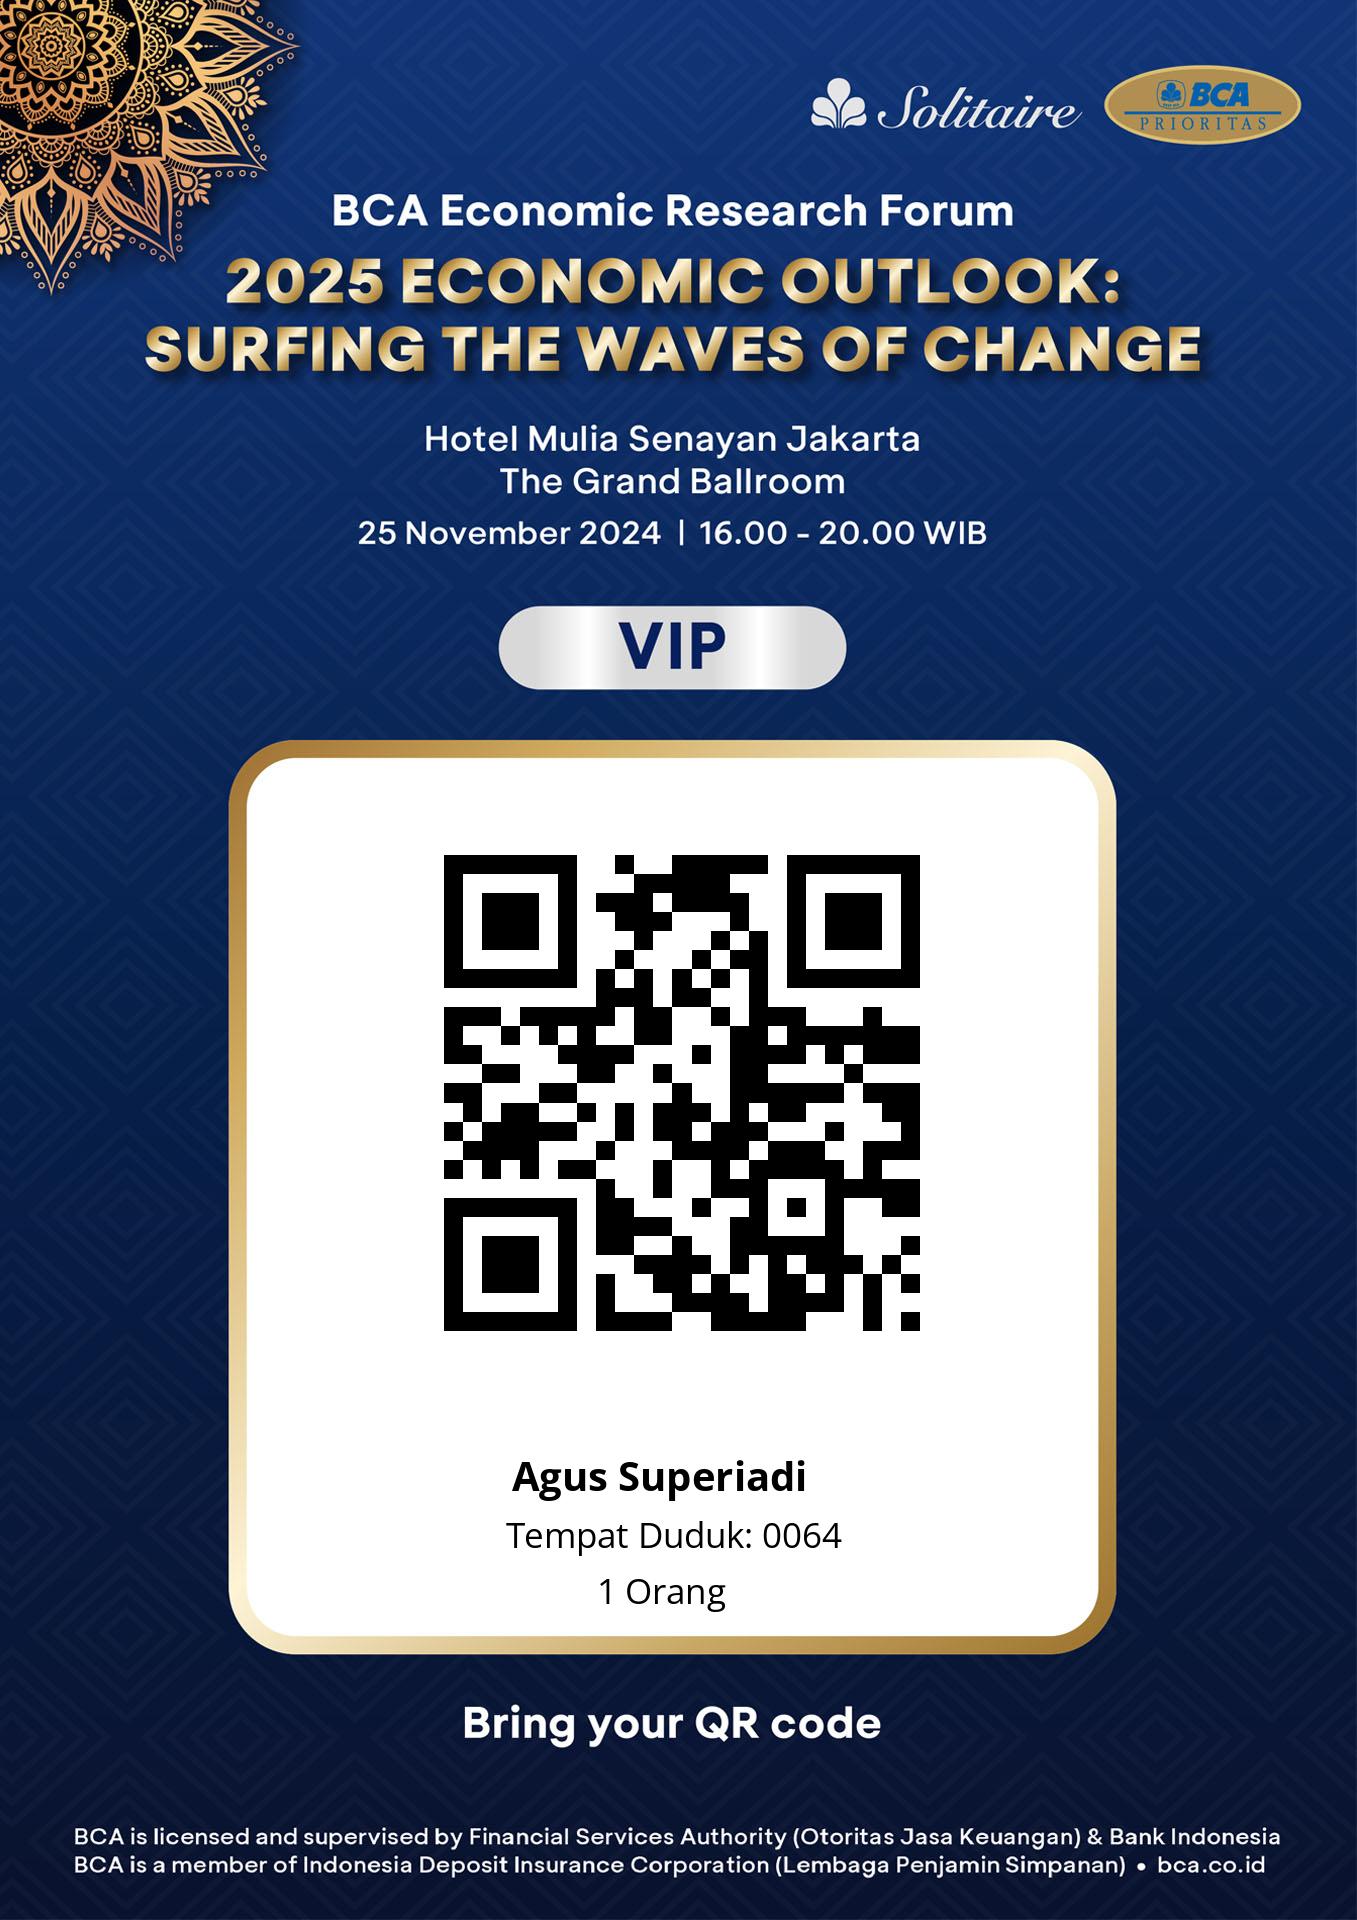 Solitaire
BCA
PRIORITAS
BCA Economic Research Forum
2025 ECONOMIC OUTLOOK:
SURFING THE WAVES OF CHANGE
Hotel Mulia Senayan Jakarta
The Grand Ballroom
25 November 2024 | 16.00 - 20.00 WIB
VIP
Agus Superiadi
Tempat Duduk: 0064
1 Orang
Bring your QR code
BCA is licensed and supervised by Financial Services Authority (Otoritas Jasa Keuangan) & Bank Indonesia
BCA is a member of Indonesia Deposit Insurance Corporation (Lembaga Penjamin Simpanan) • bca.co.id